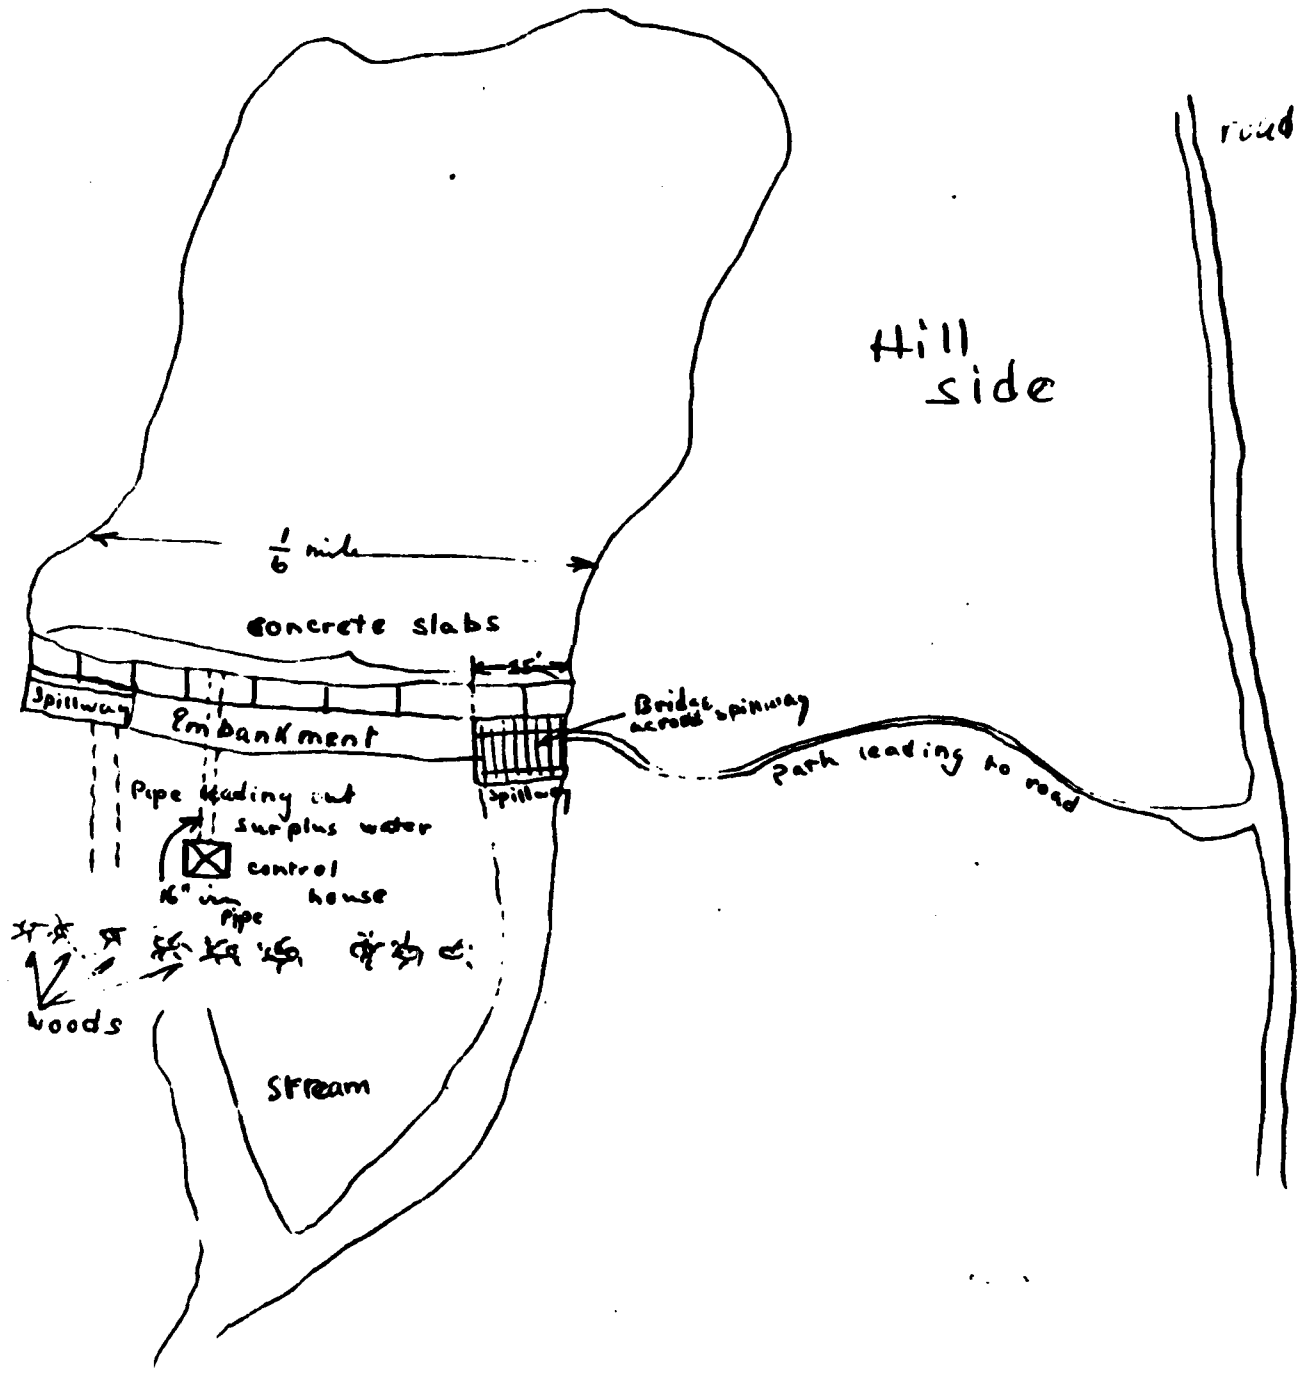 road
Hill
side
1/6 mile
concrete slabs
15'
Spillway
Embankment
Bridge
across spillway
Path leading to road
Spillway
Pipe leading out
surplus water
control
house
16"
Pipe
Woods
Stream